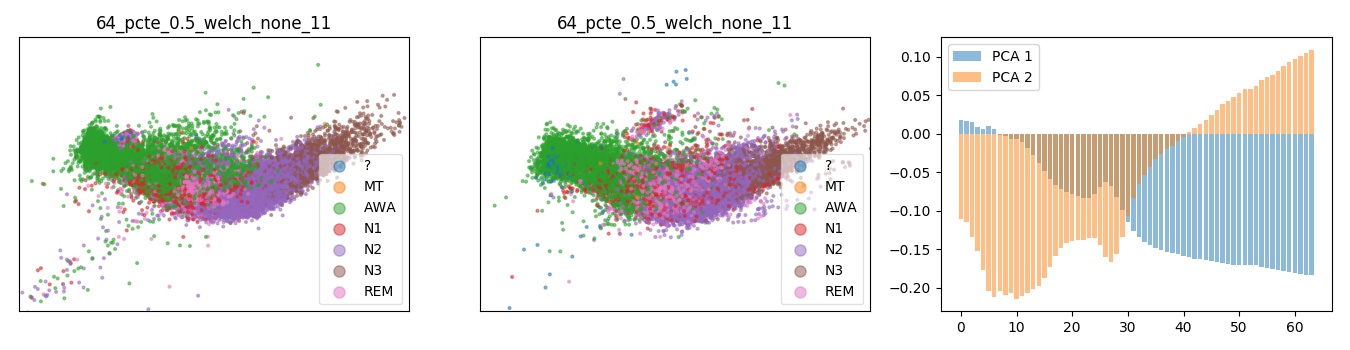 64_pcte_0.5_welch_none_11
?
MT
AWA
N1
N2
N3
REM
64_pcte_0.5_welch_none_11
?
MT
AWA
N1
N2
N3
REM
PCA 1
PCA 2
0.10
0.05
0.00
−0.05
−0.10
−0.15
−0.20
0 10 20 30 40 50 60